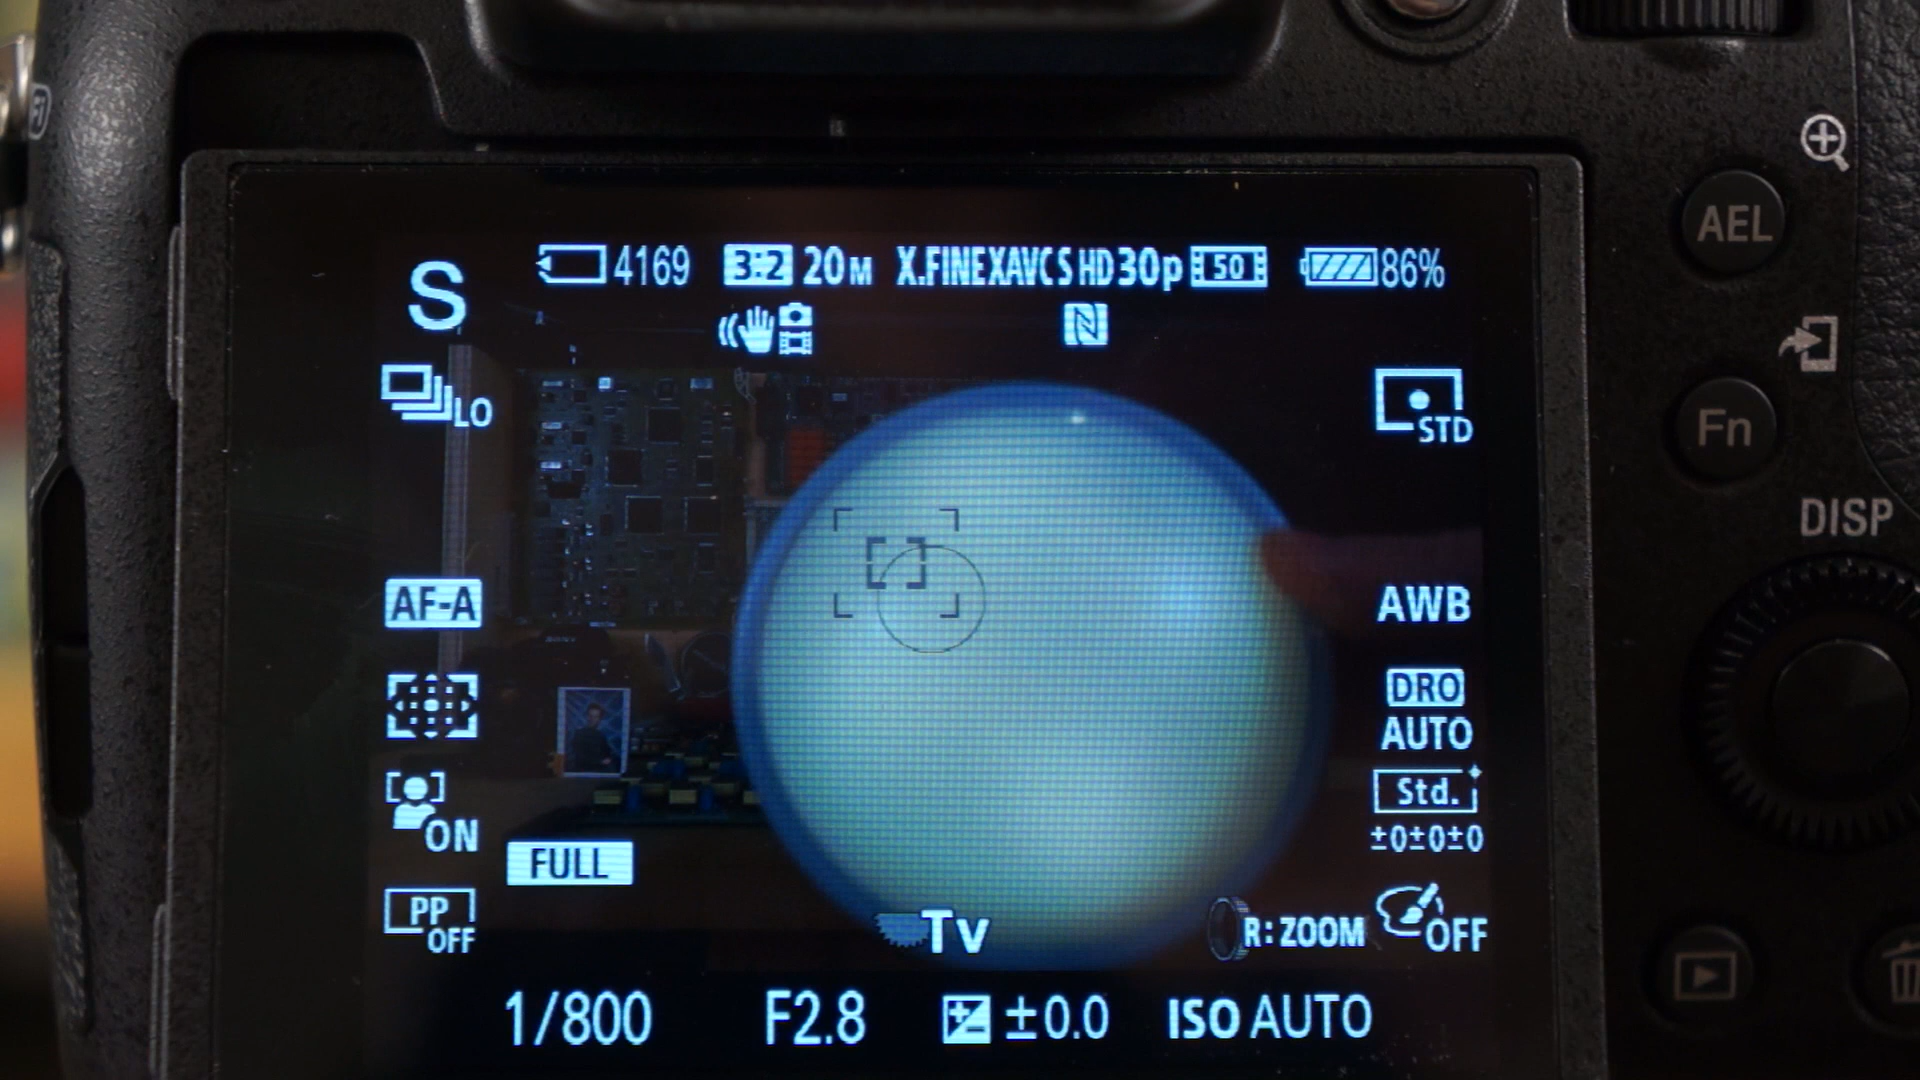 AEL
S 4169 3:2 20M X.FINE XAVC S HD 30p 50 86%
N
LO
STD
Fn
DISP
AF-A
AWB
DRO
AUTO
Std.
ON
±0±0±0
FULL
PP
OFF
Tv
R:ZOOM
OFF
1/800 F2.8 ±0.0 ISO AUTO